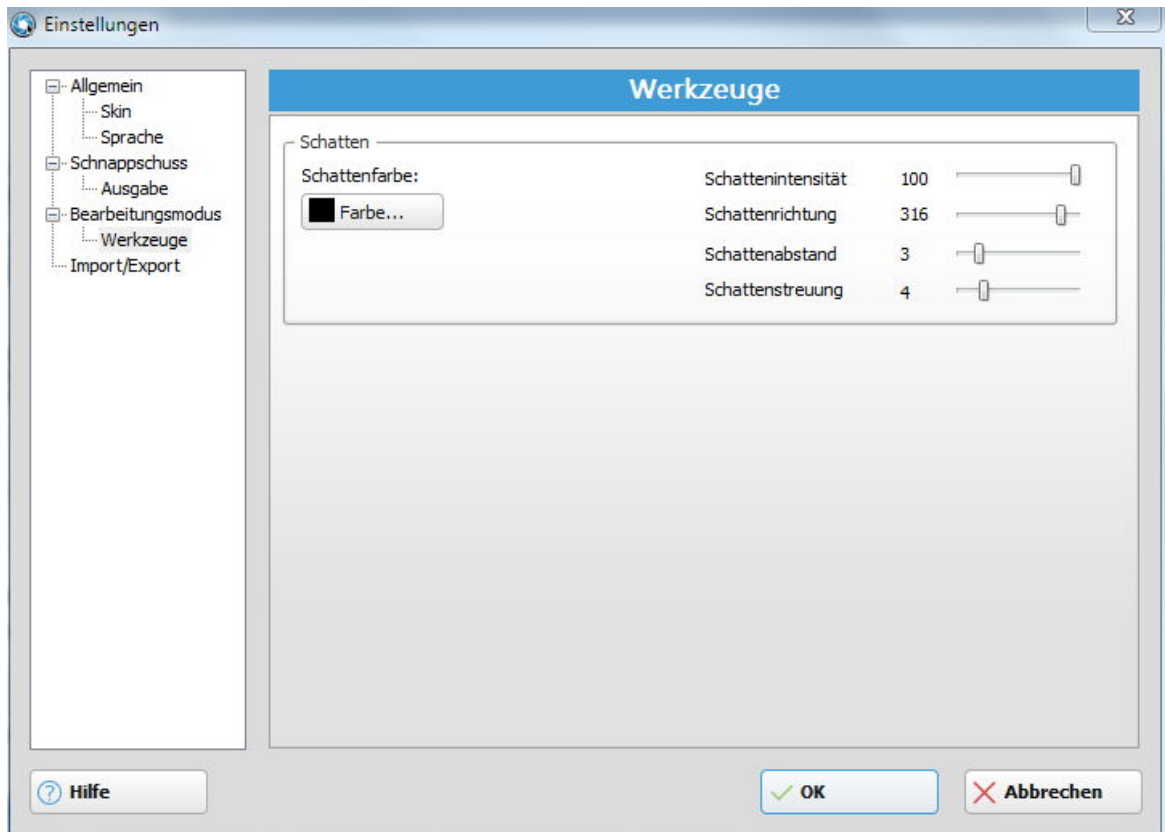 Einstellungen
Allgemein
Skin
Sprache
Schnappschuss
Ausgabe
Bearbeitungsmodus
Werkzeuge
Import/Export
Werkzeuge
Schatten
Schattenfarbe:
Farbe...
Schattenintensität 100
Schattenrichtung 316
Schattenabstand 3
Schattenstreuung 4
Hilfe
OK
Abbrechen